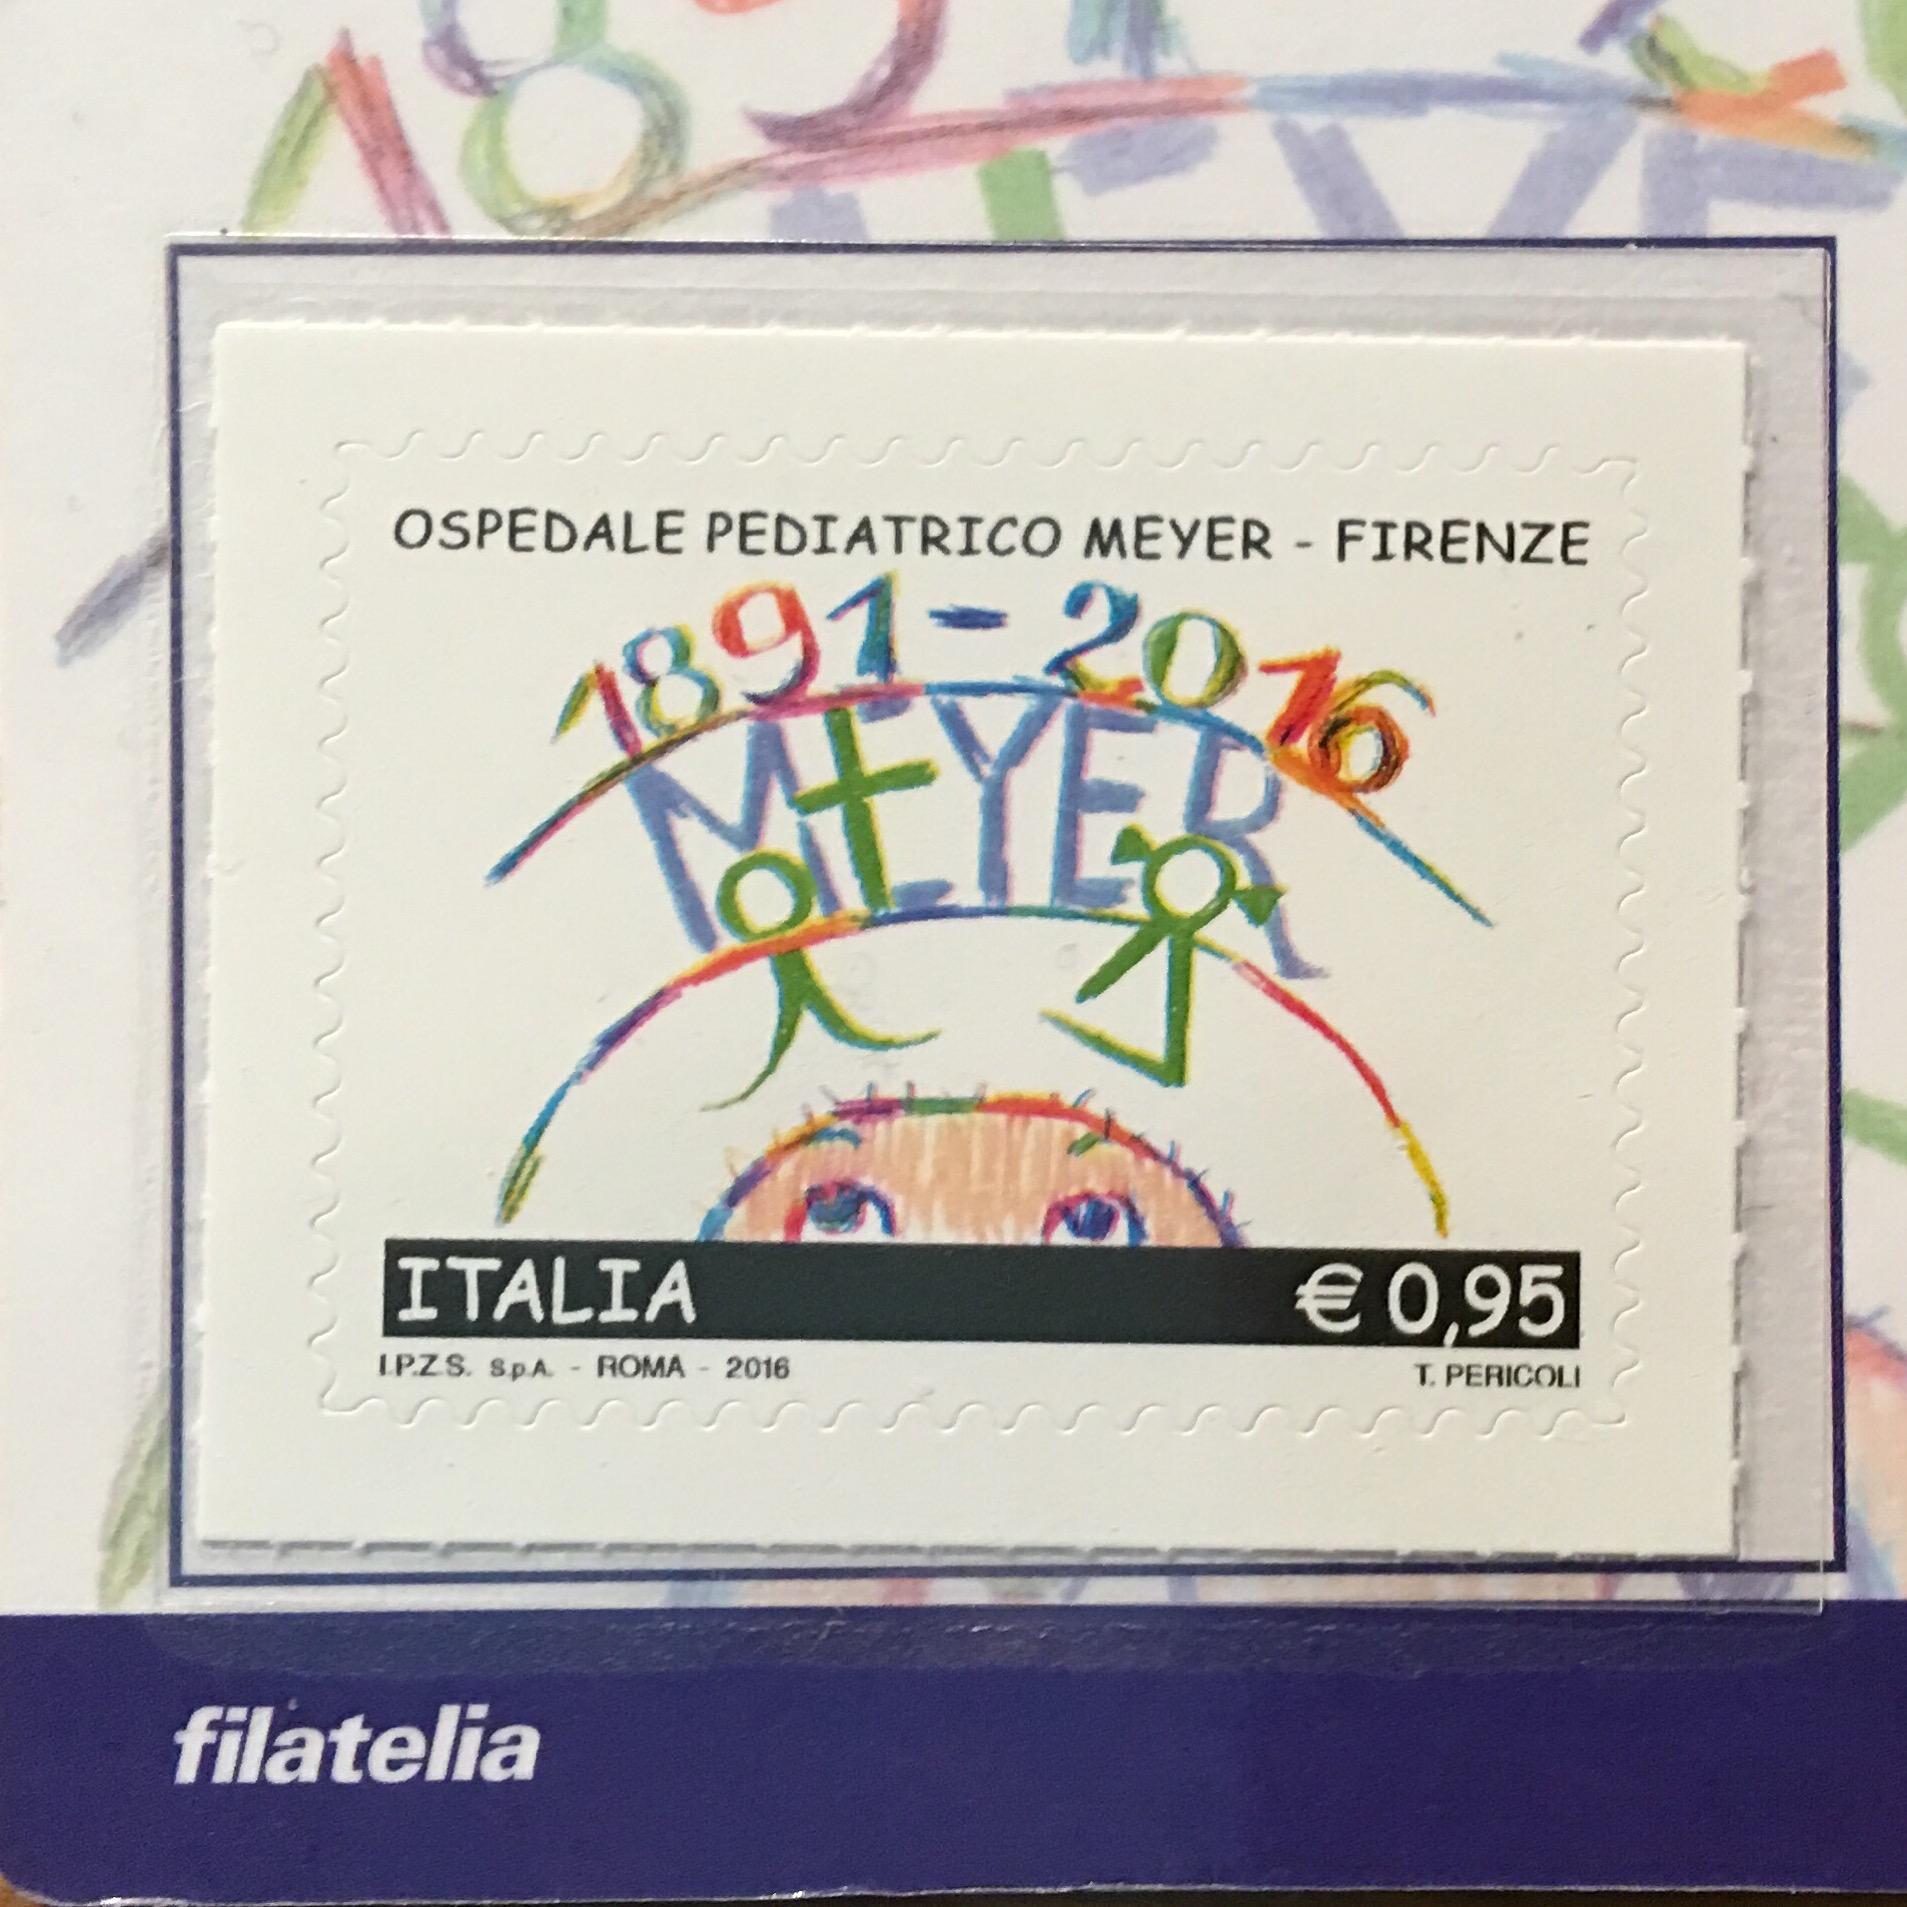 OSPEDALE PEDIATRICO MEYER - FIRENZE
1891-2016
MEYER
ITALIA € 0,95
I.P.Z.S. S.p.A. - ROMA - 2016 T. PERICOLI
filatelia